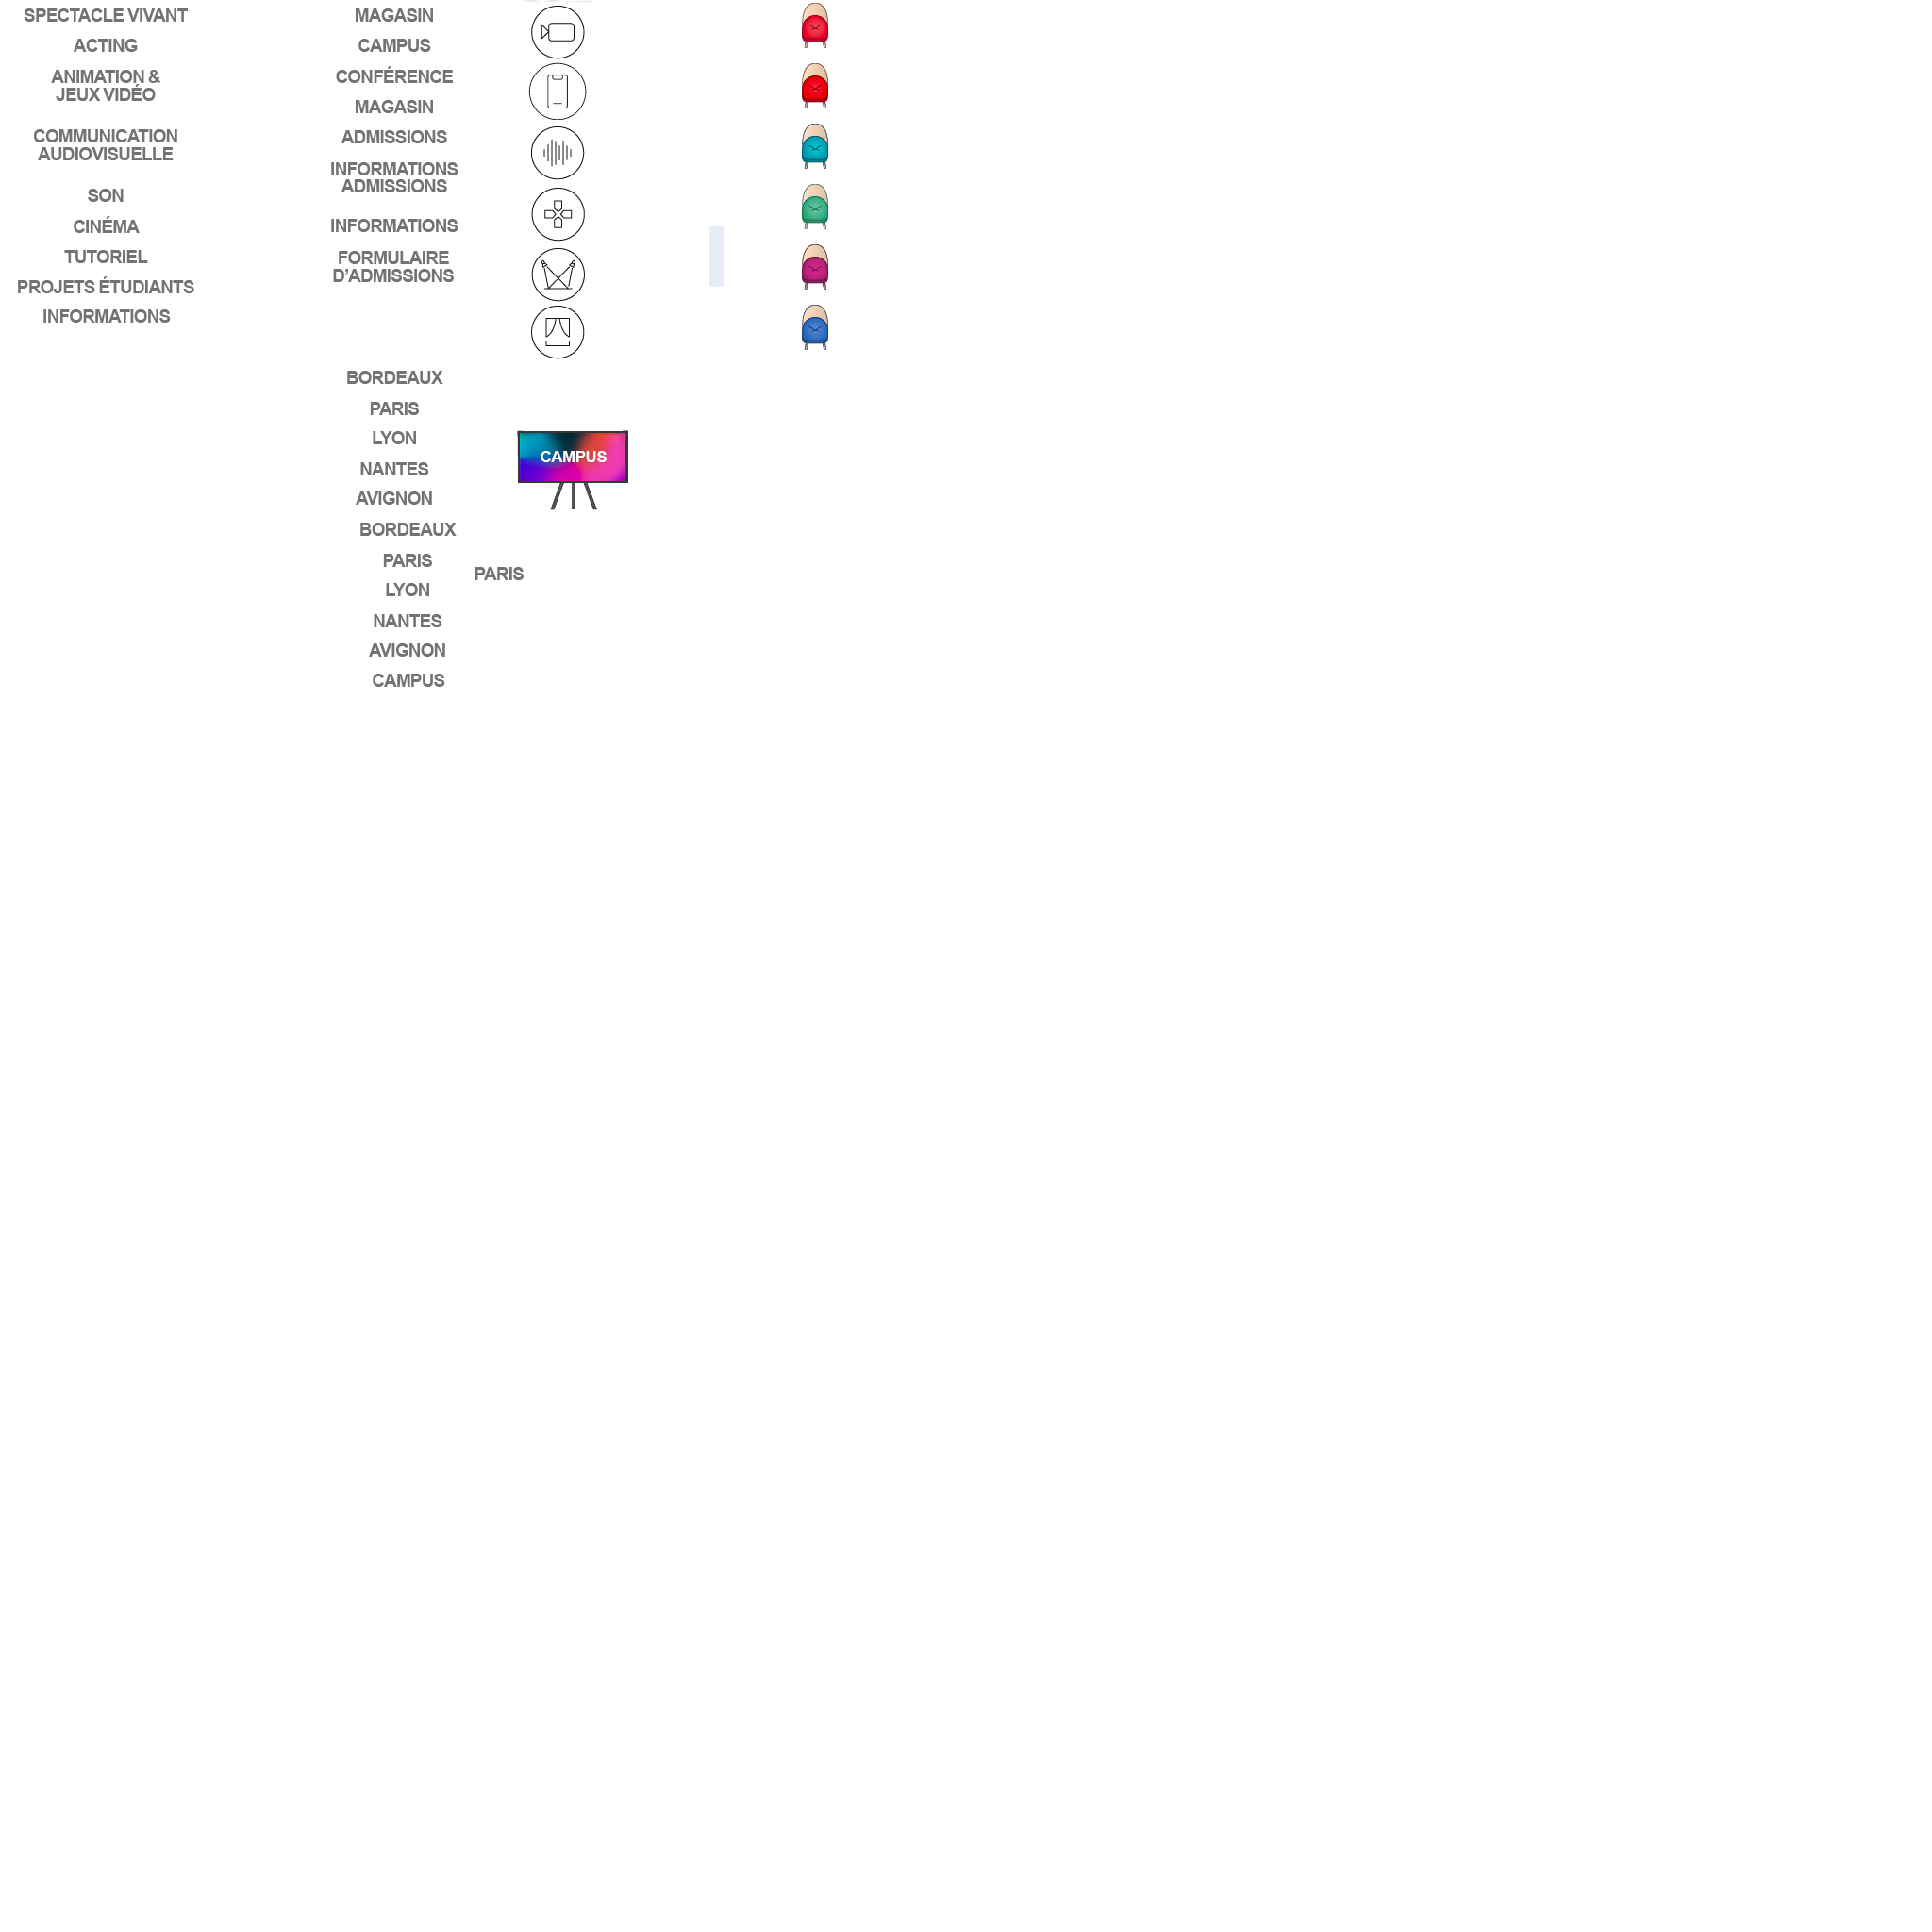 SPECTACLE VIVANT
ACTING
ANIMATION &
JEUX VIDÉO
COMMUNICATION
AUDIOVISUELLE
SON
CINÉMA
TUTORIEL
PROJETS ÉTUDIANTS
INFORMATIONS
MAGASIN
CAMPUS
CONFÉRENCE
MAGASIN
ADMISSIONS
INFORMATIONS
ADMISSIONS
INFORMATIONS
FORMULAIRE
D’ADMISSIONS
BORDEAUX
PARIS
LYON
NANTES
AVIGNON
BORDEAUX
PARIS
LYON
NANTES
AVIGNON
CAMPUS
CAMPUS
PARIS